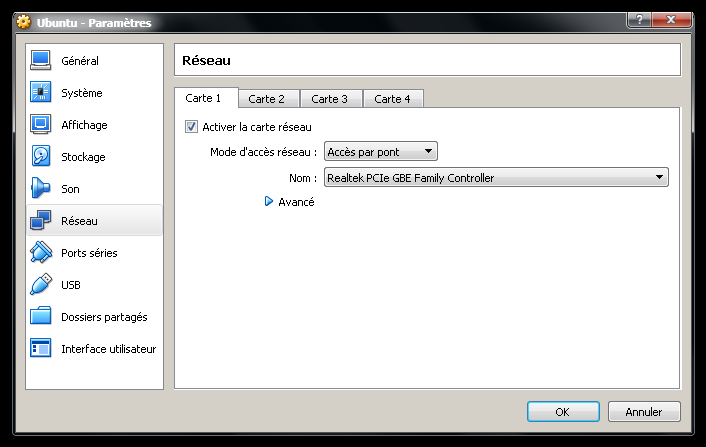 Ubuntu - Paramètres
Général
Système
Affichage
Stockage
Son
Réseau
Ports séries
USB
Dossiers partagés
Interface utilisateur
Réseau
Carte 1 Carte 2 Carte 3 Carte 4
Activer la carte réseau
Mode d'accès réseau : Accès par pont
Nom : Realtek PCIe GBE Family Controller
Avancé
OK Annuler